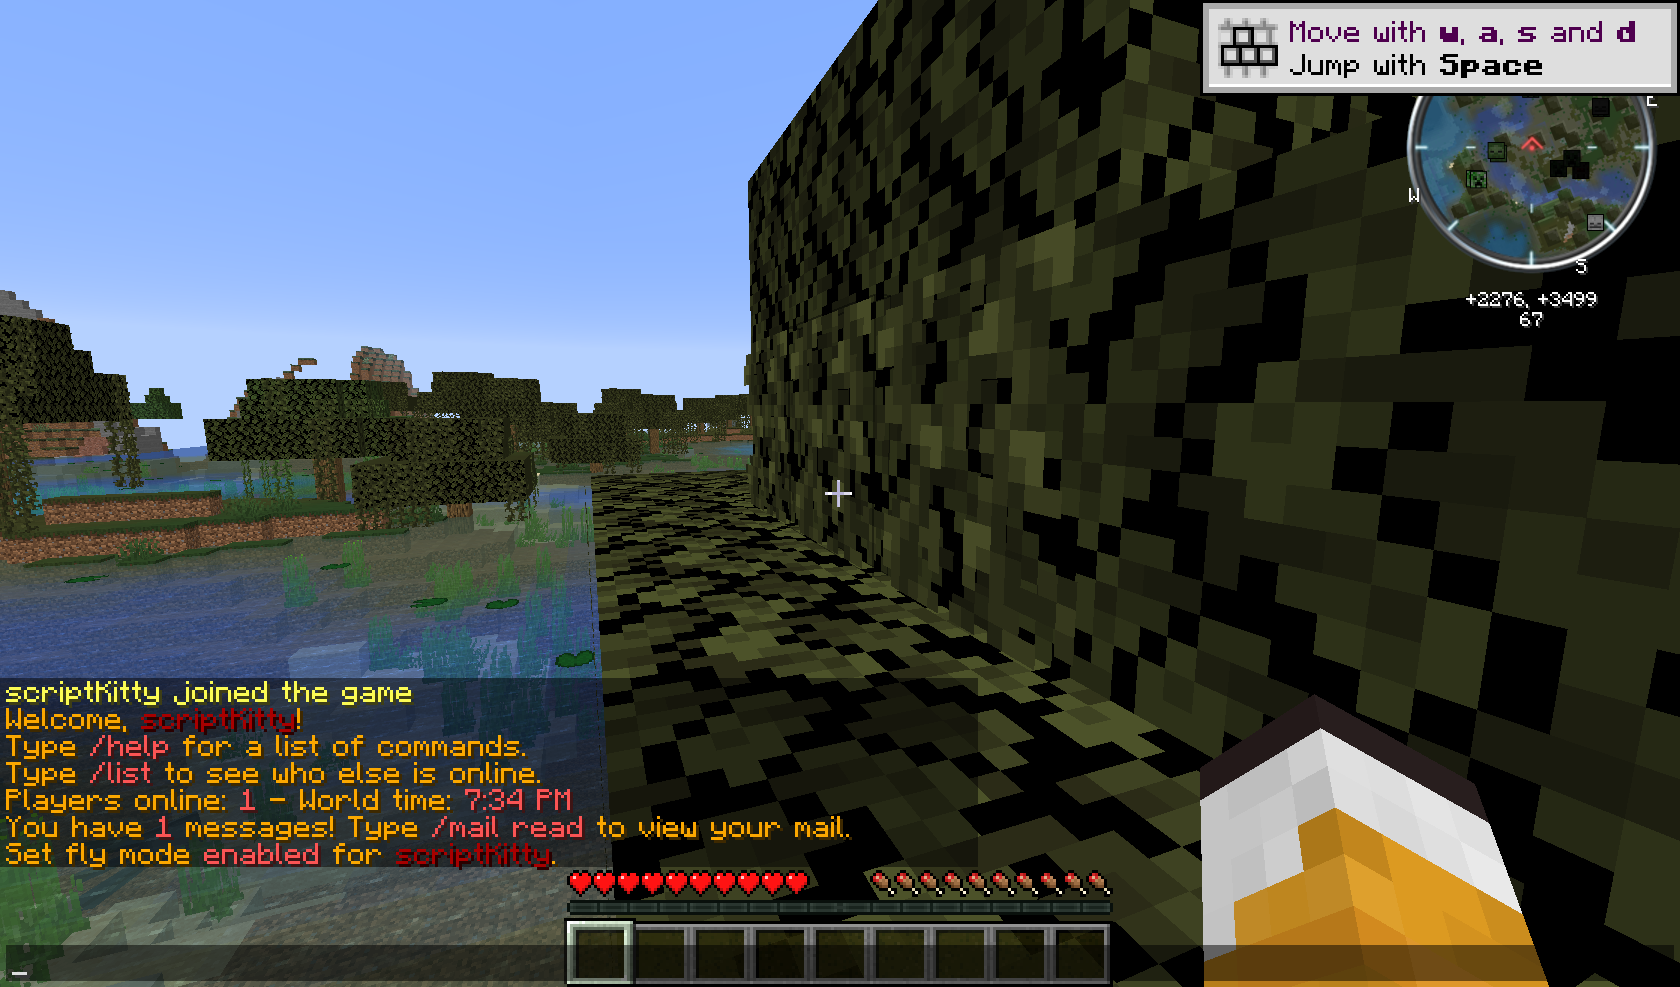 Move with w, a, s and d
Jump with Space
E
W
S
+2276, +3499
67
scriptKitty joined the game
Welcome, scriptKitty!
Type /help for a list of commands.
Type /list to see who else is online.
Players online: 1 - World time: 7:34 PM
You have 1 messages! Type /mail read to view your mail.
Set fly mode enabled for scriptKitty.
_